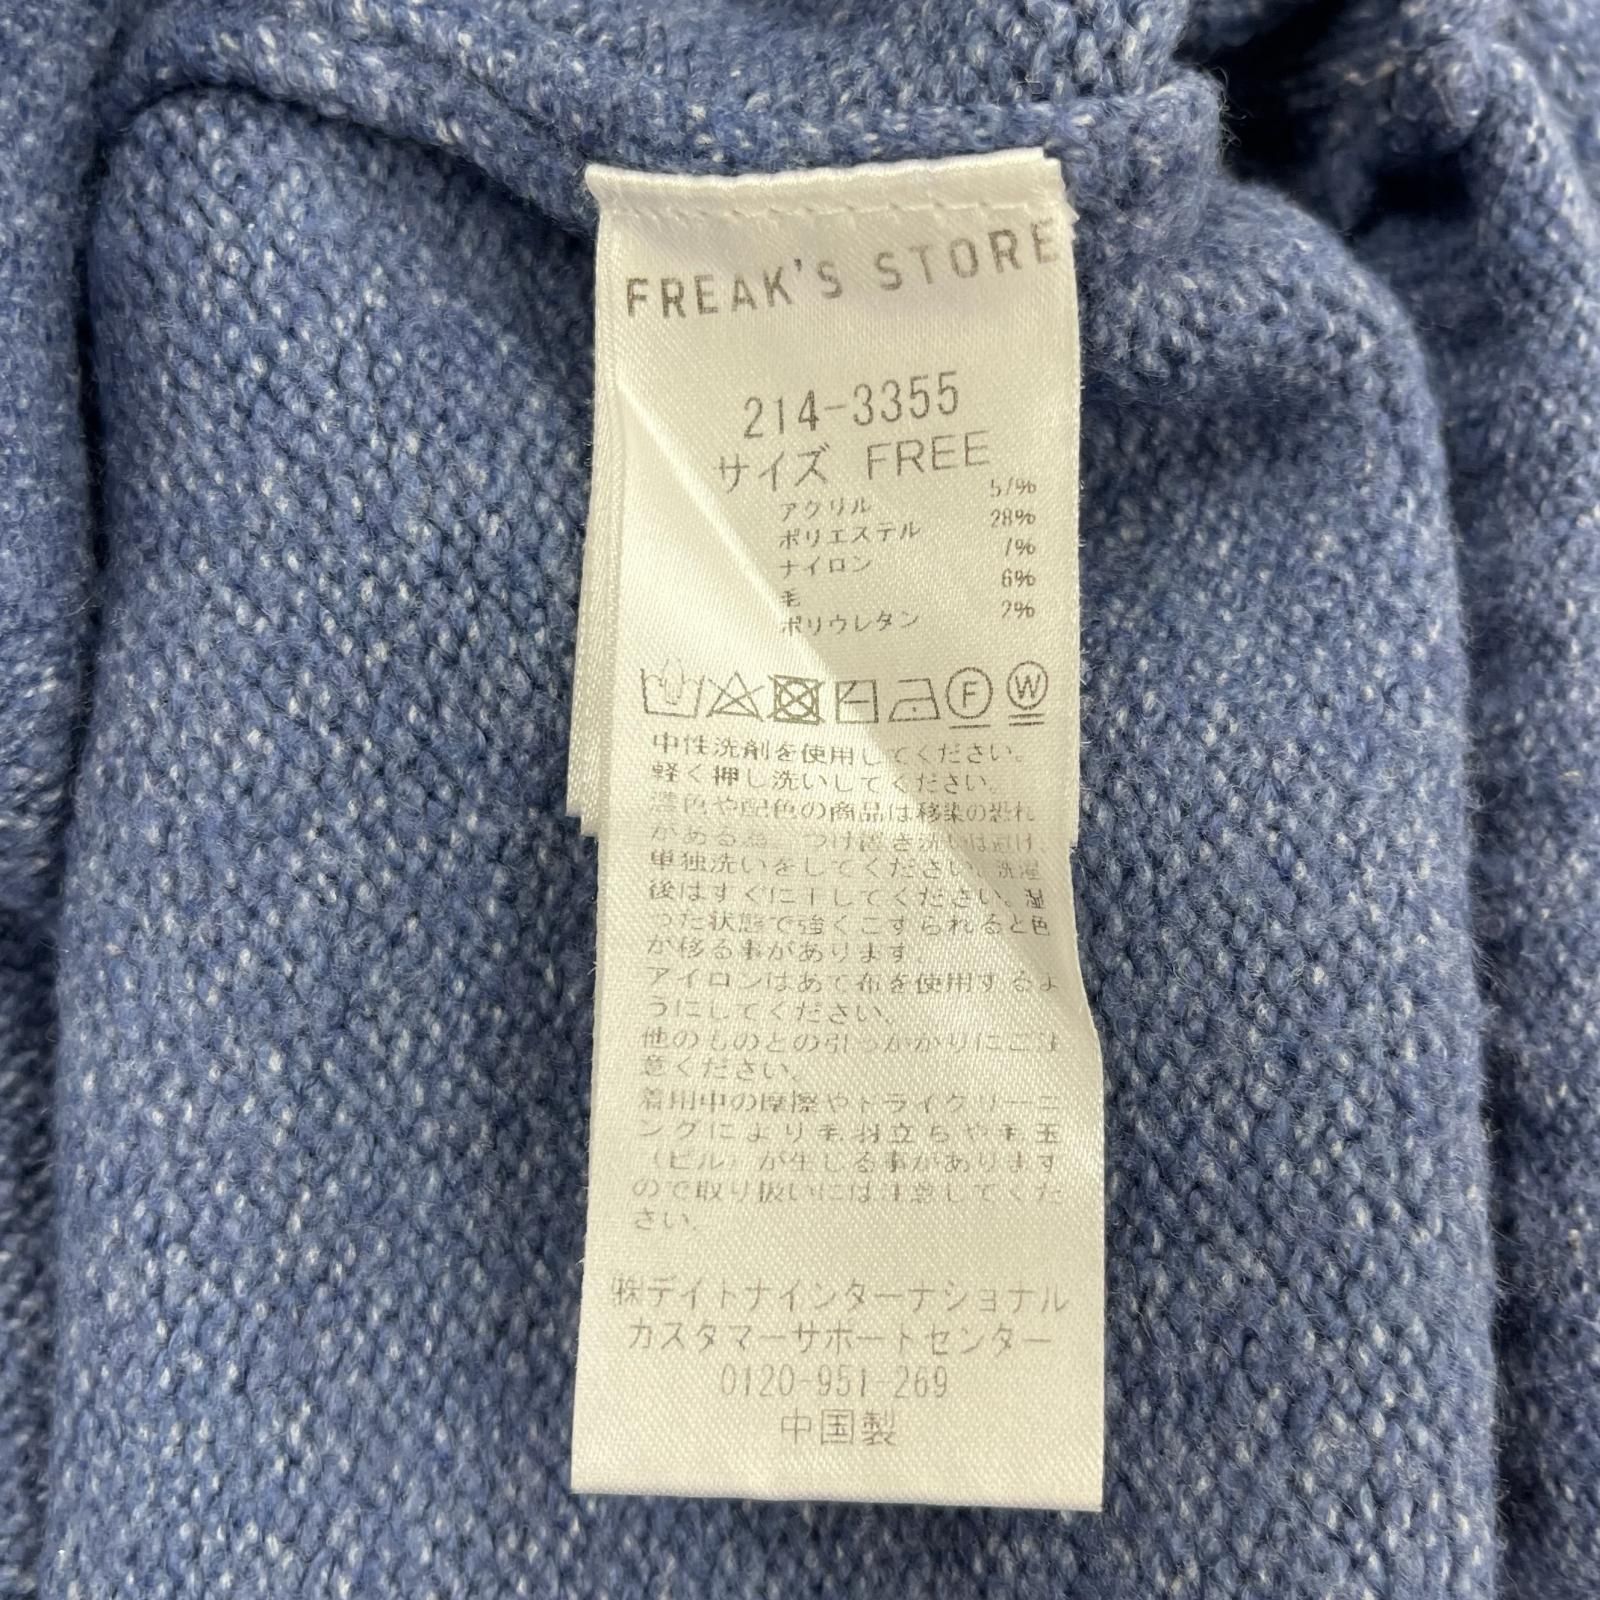 FREAK'S STORE
214-3355
サイズ FREE
アクリル 57%
ポリエステル 28%
ナイロン 7%
毛 6%
ポリウレタン 2%
F W
中性洗剤を使用してください。
軽く押し洗いしてください。
濃色や配色の商品は移染の恐れ
がある為、つけ置き洗いは避け、
単独洗いをしてください。洗濯
後はすぐに干してください。湿
った状態で強くこすられると色
が移る事があります。
アイロンはあて布を使用するよ
うにしてください。
他のものとの引っかかりにご注
意ください。
着用中の摩擦やドライクリーニ
ングにより毛羽立ちや毛玉
（ピル）が生じる事があります
ので取り扱いには注意してくだ
さい。
㈱デイトナインターナショナル
カスタマーサポートセンター
0120-951-269
中国製